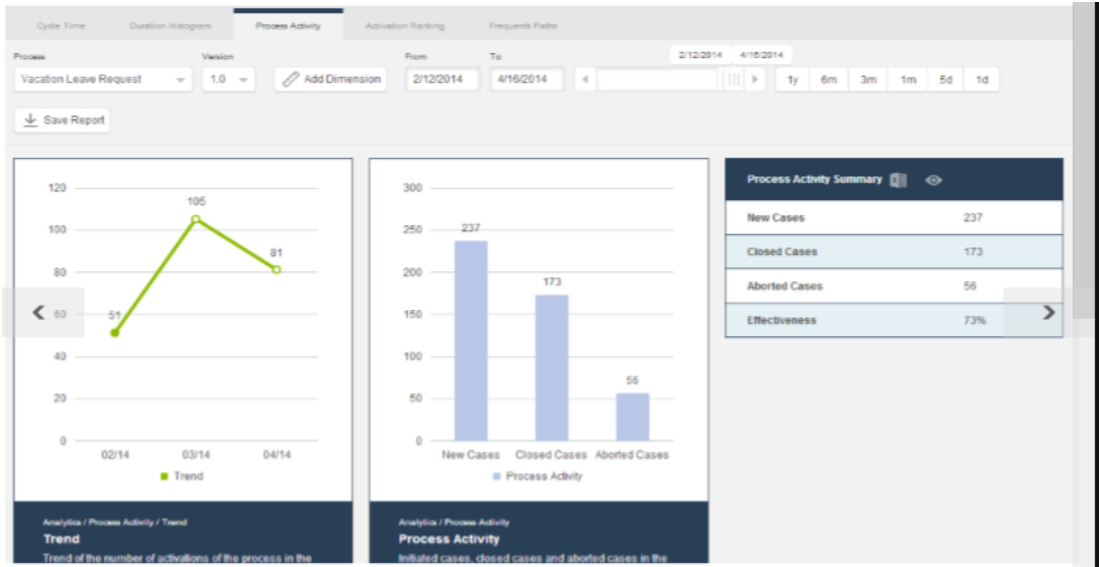 Cycle Time Duration Histogram Process Activity Activation Ranking Frequents Paths
Process Version From To 2/12/2014 4/16/2014
Vacation Leave Request 1.0 Add Dimension 2/12/2014 4/16/2014 1y 6m 3m 1m 5d 1d
Save Report
120
100
80
60
40
20
0
105
81
51
02/14 03/14 04/14
Trend
Analytics / Process Activity / Trend
Trend
Trend of the number of activations of the process in the
300
250
200
150
100
50
0
237
173
56
New Cases Closed Cases Aborted Cases
Process Activity
Analytics / Process Activity
Process Activity
Initiated cases, closed cases and aborted cases in the
Process Activity Summary
New Cases 237
Closed Cases 173
Aborted Cases 56
Effectiveness 73%